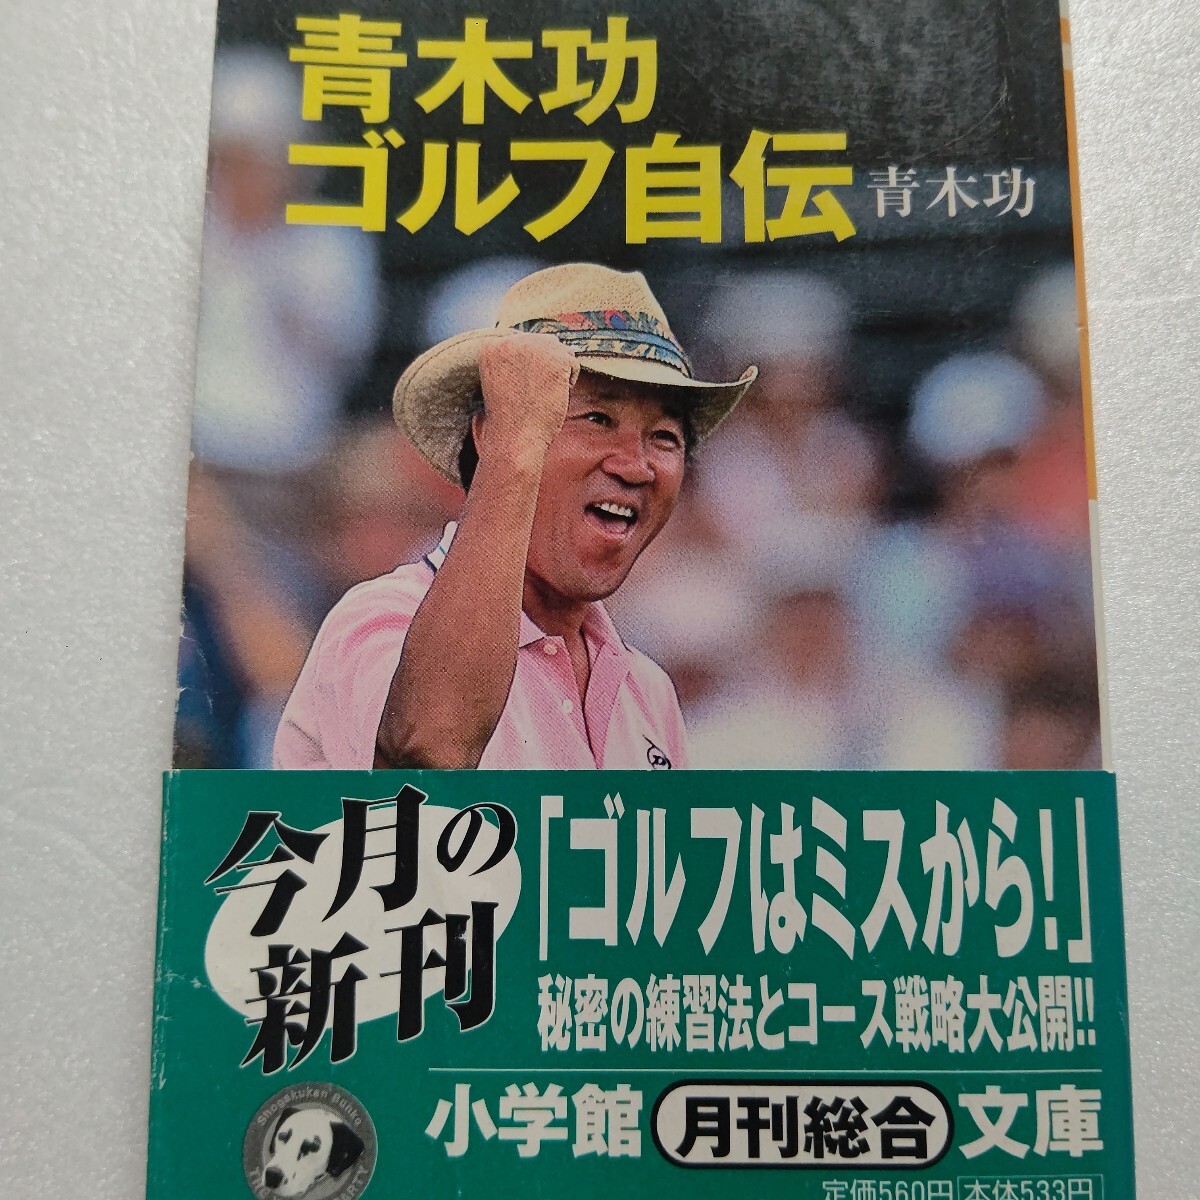 青木功
ゴルフ自伝
青木功
今月の
新刊
「ゴルフはミスから!」
秘密の練習法とコース戦略大公開!!
小学館 月刊総合 文庫
Shogakukan Bunko
定価560円 本体533円